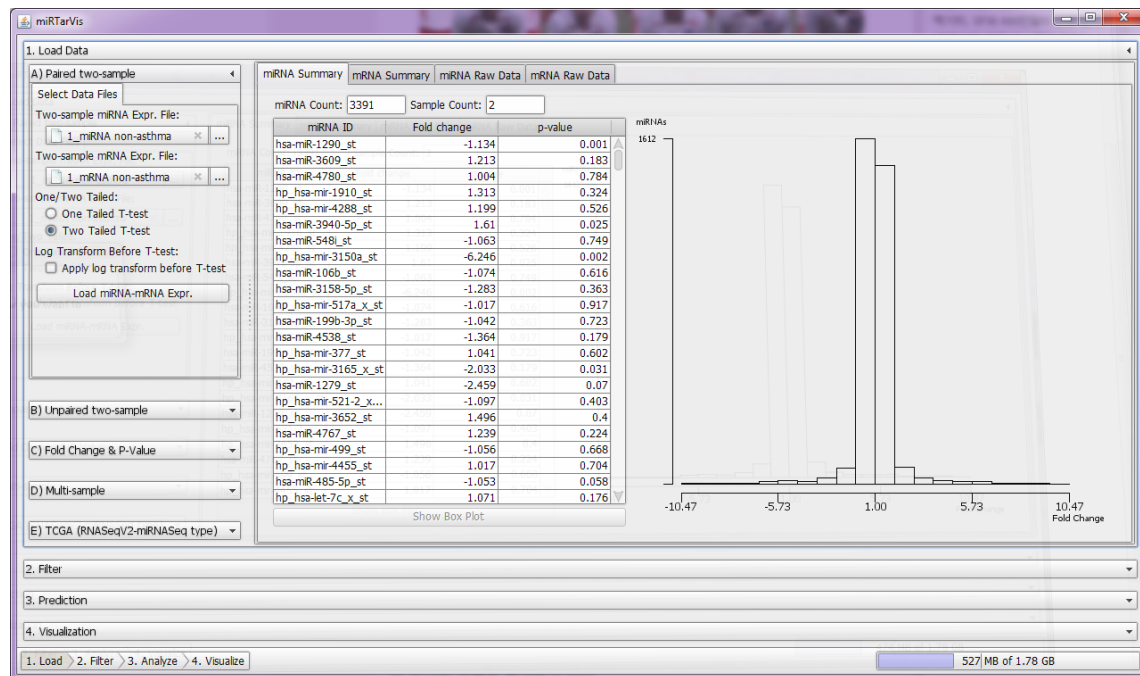 miRTarVis
1. Load Data
A) Paired two-sample
Select Data Files
Two-sample miRNA Expr. File:
1_miRNA non-asthma ...
Two-sample mRNA Expr. File:
1_mRNA non-asthma ...
One/Two Tailed:
One Tailed T-test
Two Tailed T-test
Log Transform Before T-test:
Apply log transform before T-test
Load miRNA-mRNA Expr.
B) Unpaired two-sample
C) Fold Change & P-Value
D) Multi-sample
E) TCGA (RNASeqV2-miRNASeq type)
miRNA Summary mRNA Summary miRNA Raw Data mRNA Raw Data
miRNA Count: 3391 Sample Count: 2
miRNA ID Fold change p-value
hsa-miR-1290_st -1.134 0.001
hsa-miR-3609_st 1.213 0.183
hsa-miR-4780_st 1.004 0.784
hp_hsa-mir-1910_st 1.313 0.324
hp_hsa-mir-4288_st 1.199 0.526
hsa-miR-3940-5p_st 1.61 0.025
hsa-miR-548i_st -1.063 0.749
hp_hsa-mir-3150a_st -6.246 0.002
hsa-miR-106b_st -1.074 0.616
hsa-miR-3158-5p_st -1.283 0.363
hp_hsa-mir-517a_x_st -1.017 0.917
hsa-miR-199b-3p_st -1.042 0.723
hsa-miR-4538_st -1.364 0.179
hp_hsa-mir-377_st 1.041 0.602
hp_hsa-mir-3165_x_st -2.033 0.031
hsa-miR-1279_st -2.459 0.07
hp_hsa-mir-521-2_x... -1.097 0.403
hp_hsa-mir-3652_st 1.496 0.4
hsa-miR-4767_st 1.239 0.224
hp_hsa-mir-499_st -1.056 0.668
hp_hsa-mir-4455_st 1.017 0.704
hsa-miR-485-5p_st -1.053 0.058
hp_hsa-let-7c_x_st 1.071 0.176
Show Box Plot
miRNAs
1612
-10.47 -5.73 1.00 5.73 10.47
Fold Change
2. Filter
3. Prediction
4. Visualization
1. Load 2. Filter 3. Analyze 4. Visualize
527 MB of 1.78 GB